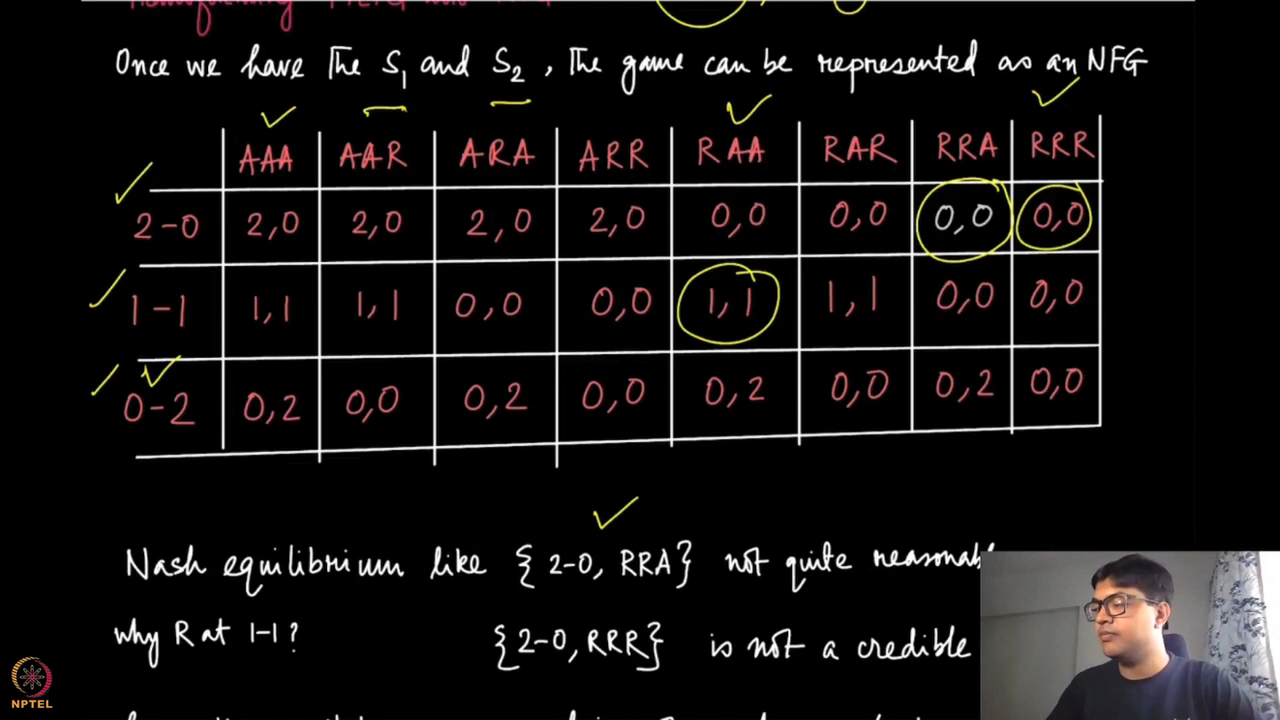 Once we have the S1 and S2, the game can be represented as an NFG
AAA AAR ARA ARR RAA RAR RRA RRR
2-0 2,0 2,0 2,0 2,0 0,0 0,0 0,0 0,0
1-1 1,1 1,1 0,0 0,0 1,1 1,1 0,0 0,0
0-2 0,2 0,0 0,2 0,0 0,2 0,0 0,2 0,0
Nash equilibrium like {2-0, RRA} not quite
why R at 1-1? {2-0, RRR} is not a credible
NPTEL